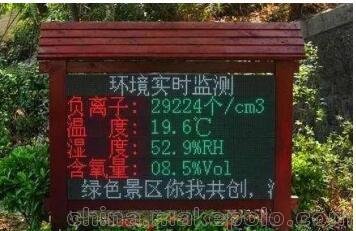 环境实时监测
负离子: 29224个/cm3
温 度: 19.6℃
湿 度: 52.9%RH
含氧量: 08.5%Vol
绿色景区你我共创,
china.makepolo.com